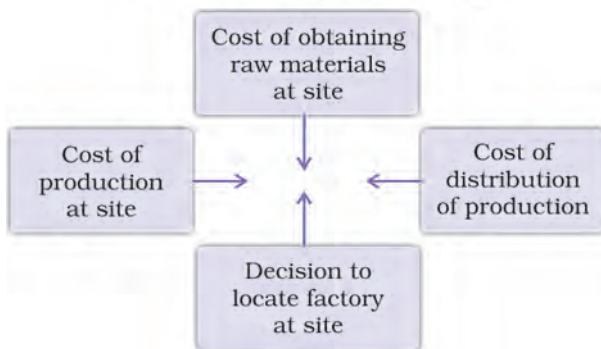 Cost of obtaining
raw materials
at site
Cost of
production
at site
Cost of
distribution
of production
Decision to
locate factory
at site